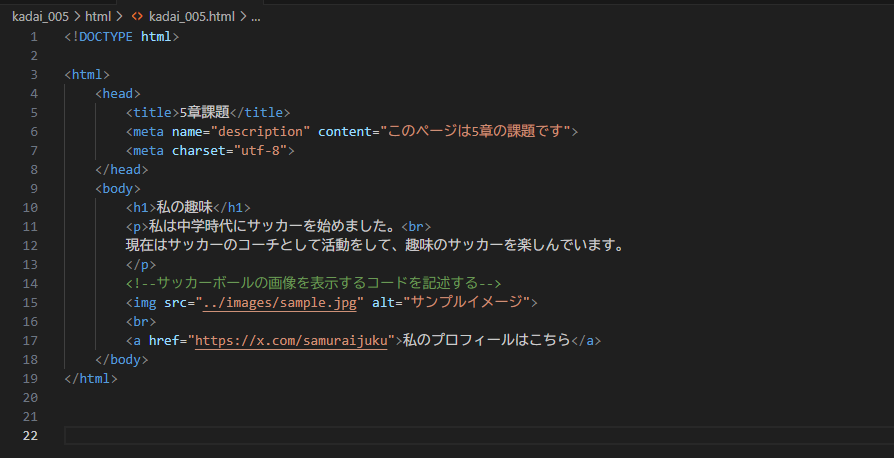 kadai_005 > html > <> kadai_005.html > ...
1 <!DOCTYPE html>
2
3 <html>
4 <head>
5 <title>5章課題</title>
6 <meta name="description" content="このページは5章の課題です">
7 <meta charset="utf-8">
8 </head>
9 <body>
10 <h1>私の趣味</h1>
11 <p>私は中学時代にサッカーを始めました。<br>
12 現在はサッカーのコーチとして活動をして、趣味のサッカーを楽しんでいます。
13 </p>
14 <!--サッカーボールの画像を表示するコードを記述する-->
15 <img src="../images/sample.jpg" alt="サンプルイメージ">
16 <br>
17 <a href="https://x.com/samuraijuku">私のプロフィールはこちら</a>
18 </body>
19 </html>
20
21
22